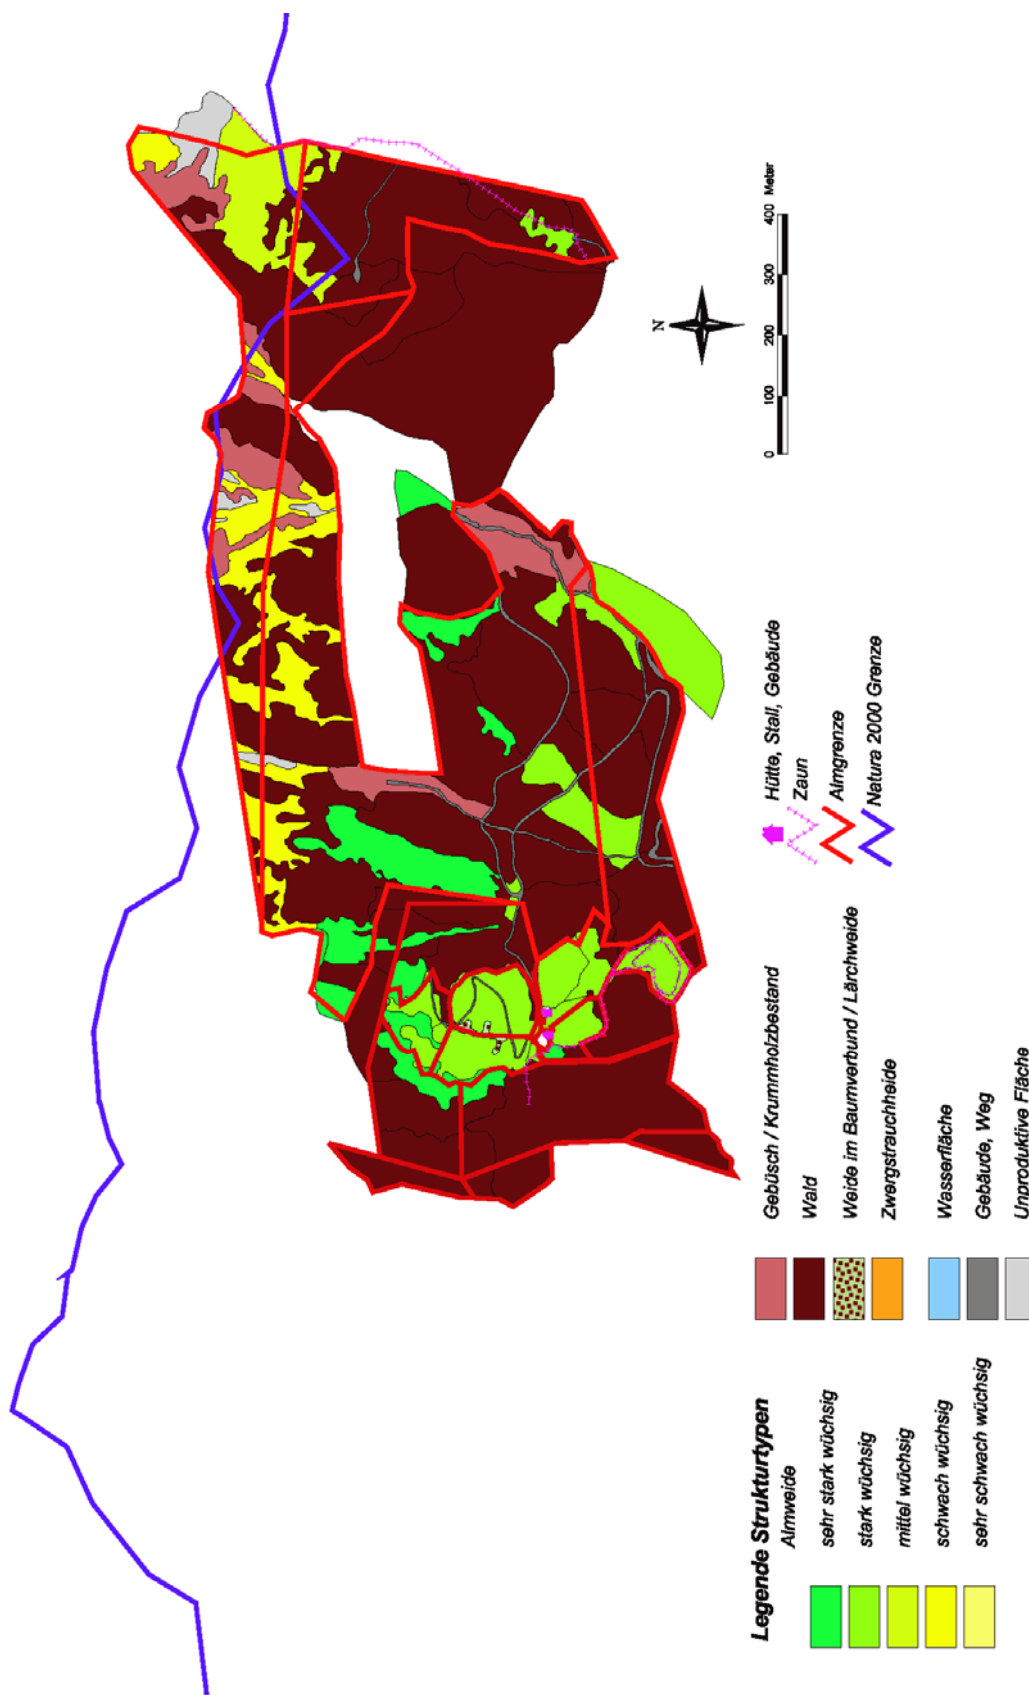 N
0 100 200 300 400 Meter
Legende Strukturtypen
Almweide
sehr stark wüchsig
stark wüchsig
mittel wüchsig
schwach wüchsig
sehr schwach wüchsig
Gebüsch / Krummholzbestand
Wald
Weide im Baumverbund / Lärchweide
Zwergstrauchheide
Wasserfläche
Gebäude, Weg
Unproduktive Fläche
Hütte, Stall, Gebäude
Zaun
Almgrenze
Natura 2000 Grenze